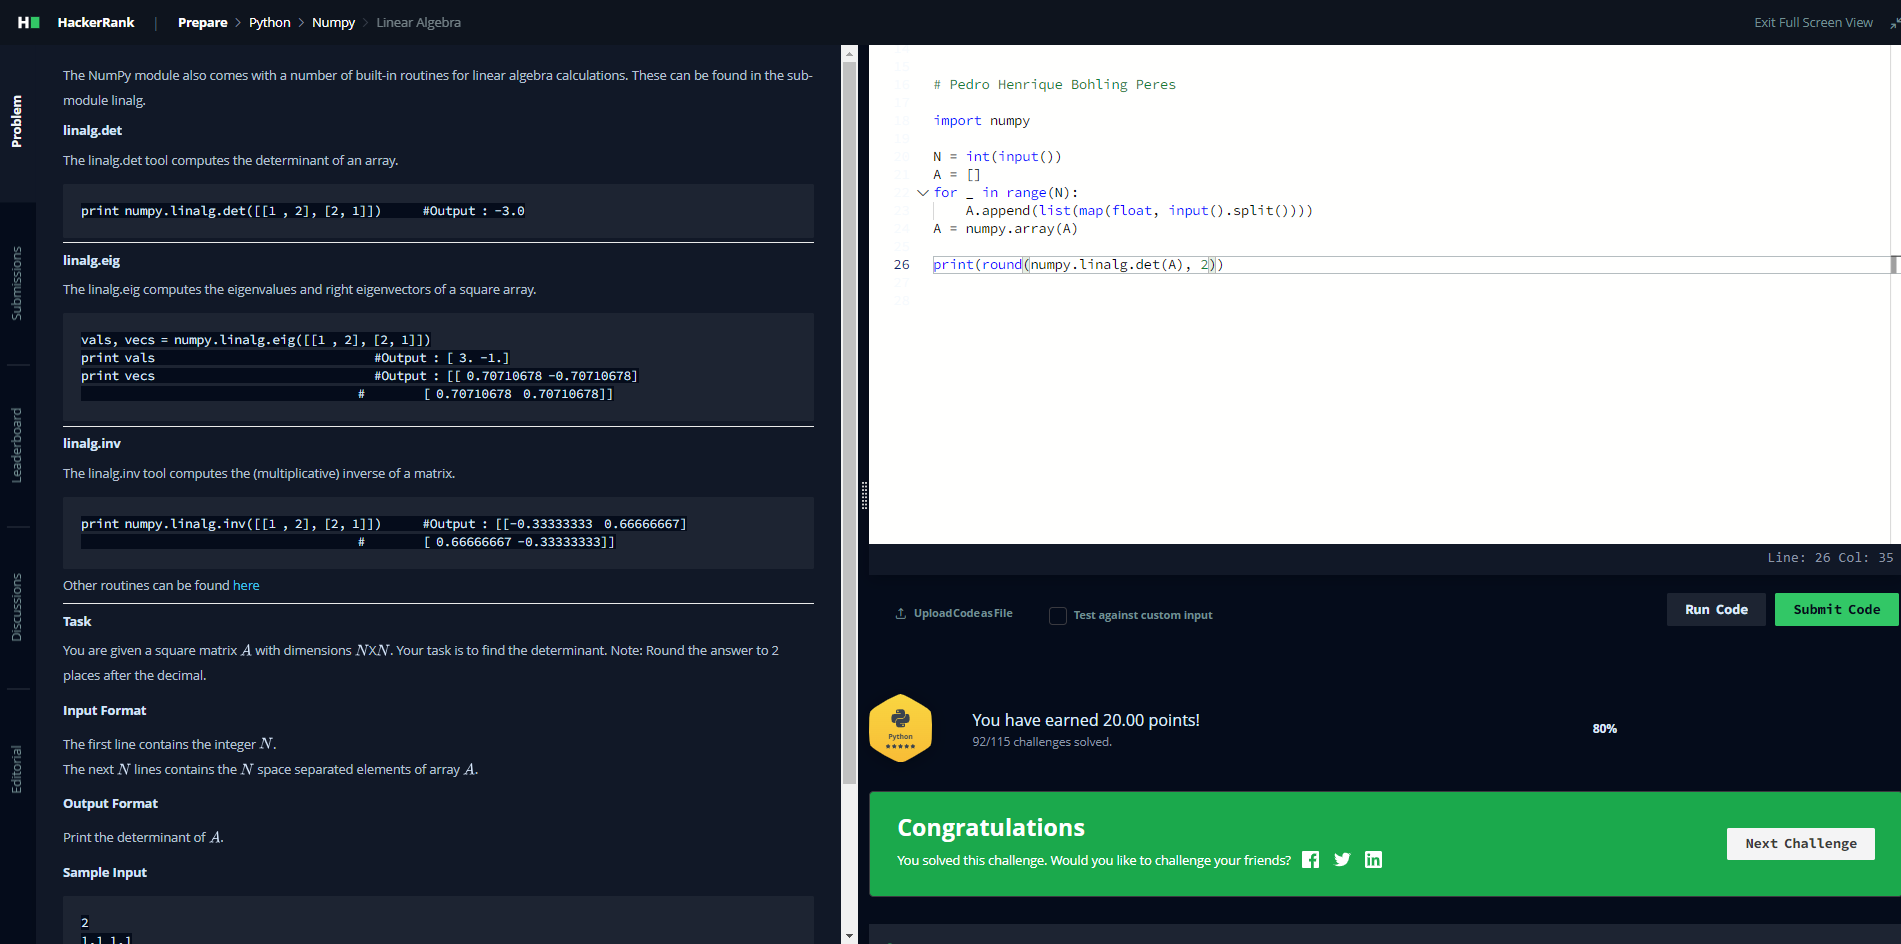 H HackerRank | Prepare > Python > Numpy > Linear Algebra
Exit Full Screen View
Problem
Submissions
Leaderboard
Discussions
Editorial
The NumPy module also comes with a number of built-in routines for linear algebra calculations. These can be found in the sub-
module linalg.
linalg.det
The linalg.det tool computes the determinant of an array.
print numpy.linalg.det([[1 , 2], [2, 1]]) #Output : -3.0
linalg.eig
The linalg.eig computes the eigenvalues and right eigenvectors of a square array.
vals, vecs = numpy.linalg.eig([[1 , 2], [2, 1]])
print vals #Output : [ 3. -1.]
print vecs #Output : [[ 0.70710678 -0.70710678]
# [ 0.70710678 0.70710678]]
linalg.inv
The linalg.inv tool computes the (multiplicative) inverse of a matrix.
print numpy.linalg.inv([[1 , 2], [2, 1]]) #Output : [[-0.33333333 0.66666667]
# [ 0.66666667 -0.33333333]]
Other routines can be found here
Task
You are given a square matrix A with dimensions NXN. Your task is to find the determinant. Note: Round the answer to 2
places after the decimal.
Input Format
The first line contains the integer N.
The next N lines contains the N space separated elements of array A.
Output Format
Print the determinant of A.
Sample Input
2
1.1 1.1
15
16 # Pedro Henrique Bohling Peres
17
18 import numpy
19
20 N = int(input())
21 A = []
22 for _ in range(N):
23 A.append(list(map(float, input().split())))
24 A = numpy.array(A)
25
26 print(round(numpy.linalg.det(A), 2))
27
28
Line: 26 Col: 35
Upload Code as File
Test against custom input
Run Code
Submit Code
Python
You have earned 20.00 points!
92/115 challenges solved.
80%
Congratulations
You solved this challenge. Would you like to challenge your friends?
Next Challenge